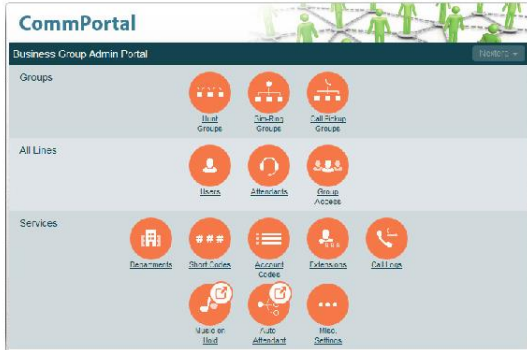 CommPortal
Business Group Admin Portal
Nextera
Groups
Hunt
Groups
Sim-Ring
Groups
Call Pickup
Groups
All Lines
Users
Attendants
Group
Access
Services
Departments
###
Short Codes
Account
Codes
Extensions
Call Logs
Music on
Hold
Auto
Attendant
Misc.
Settings